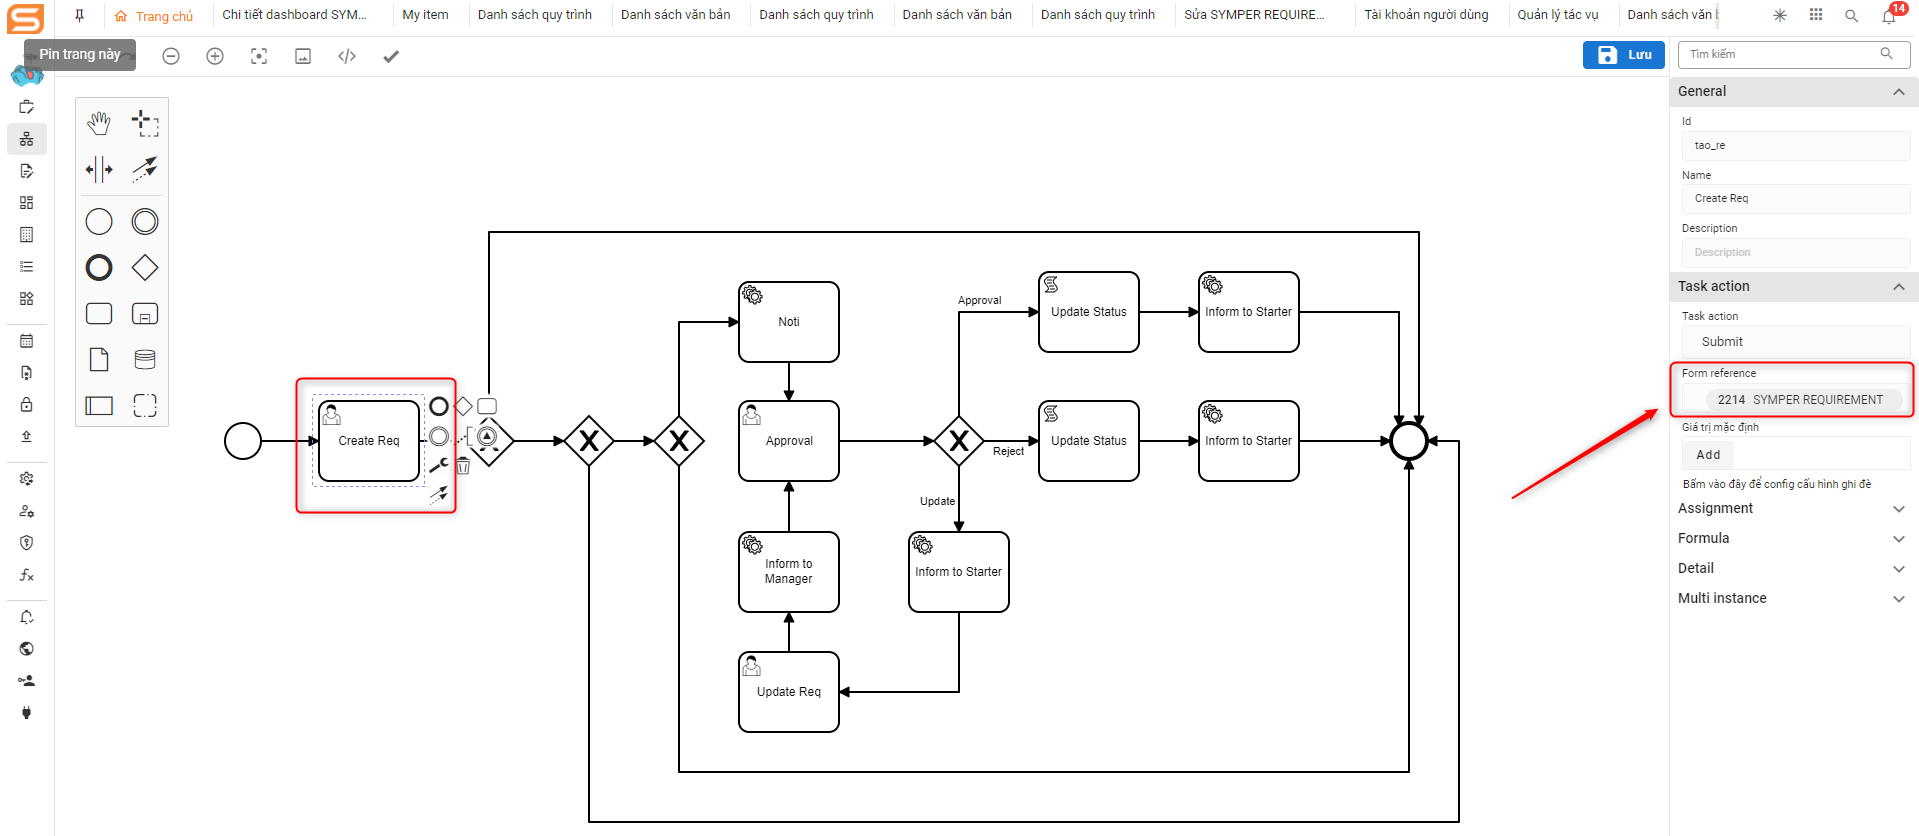 Trang chủ
Chi tiết dashboard SYM...
My item
Danh sách quy trình
Danh sách văn bản
Danh sách quy trình
Danh sách văn bản
Danh sách quy trình
Sửa SYMPER REQUIRE...
Tài khoản người dùng
Quản lý tác vụ
Danh sách văn
14
Pin trang này
Lưu
Tìm kiếm
General
Id
tao_re
Name
Create Req
Description
Description
Task action
Task action
Submit
Form reference
2214 SYMPER REQUIREMENT
Giá trị mặc định
Add
Bấm vào đây để config cấu hình ghi đè
Assignment
Formula
Detail
Multi instance
Create Req
X
X
Noti
Approval
Inform to
Manager
Update Req
X
Approval
Reject
Update
Update Status
Inform to Starter
Update Status
Inform to Starter
Inform to Starter